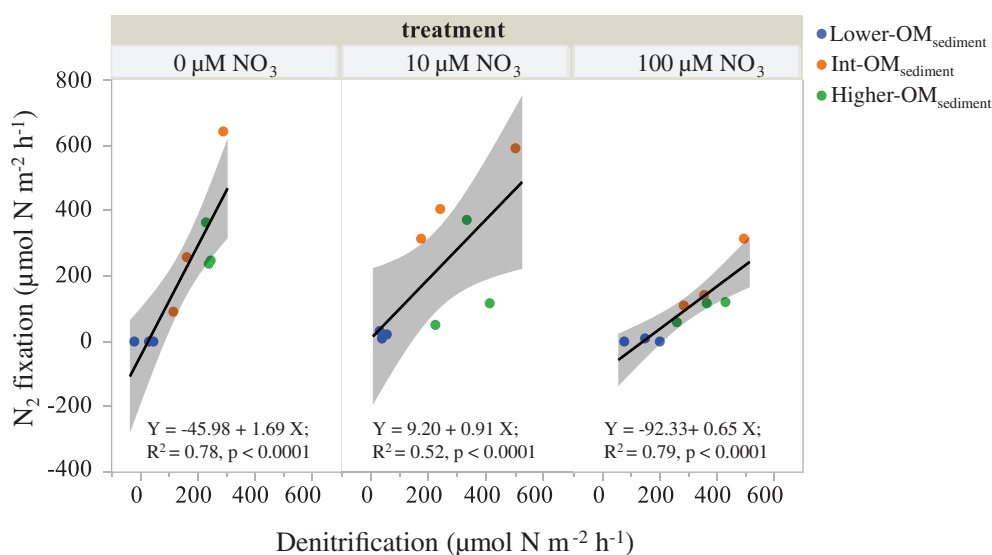 treatment
0 µM NO3
10 µM NO3
100 µM NO3
Lower-OMsediment
Int-OMsediment
Higher-OMsediment
N2 fixation (µmol N m-2 h-1)
800
600
400
200
0
-200
-400
Y = -45.98 + 1.69 X;
R2 = 0.78, p < 0.0001
Y = 9.20 + 0.91 X;
R2 = 0.52, p < 0.0001
Y = -92.33+ 0.65 X;
R2 = 0.79, p < 0.0001
0 200 400 600
0 200 400 600
0 200 400 600
Denitrification (µmol N m-2 h-1)